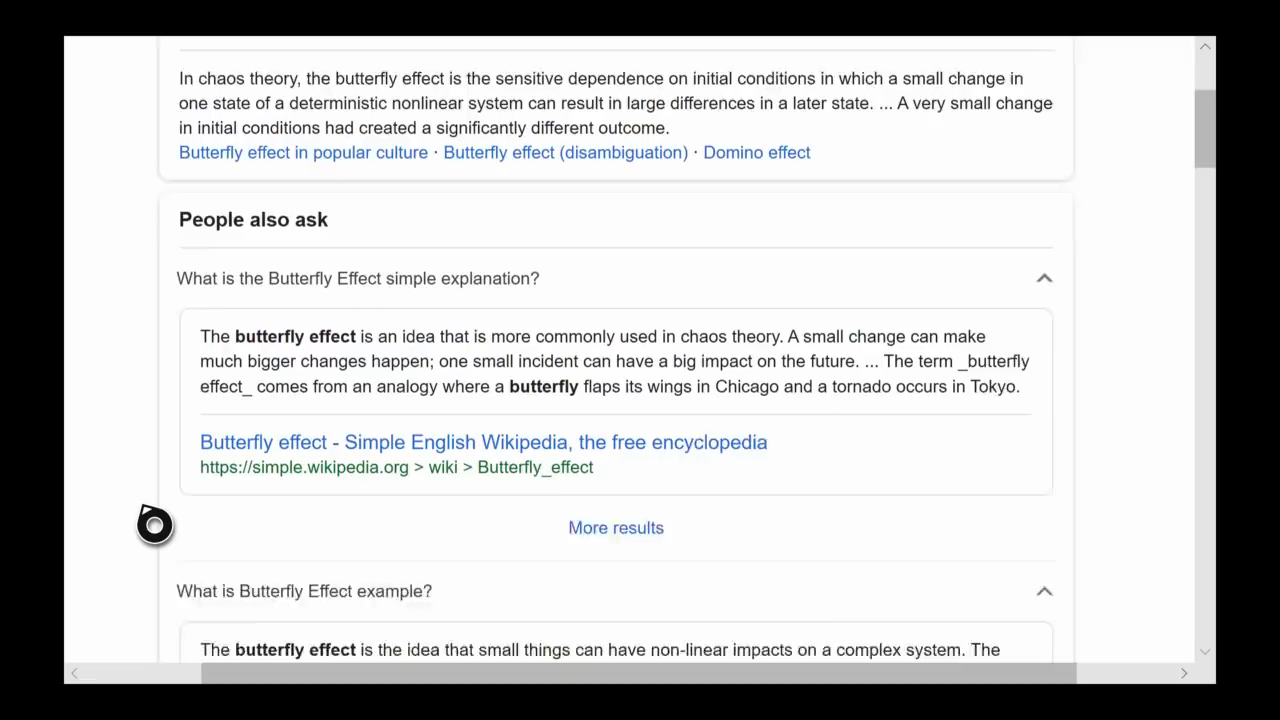 In chaos theory, the butterfly effect is the sensitive dependence on initial conditions in which a small change in
one state of a deterministic nonlinear system can result in large differences in a later state. ... A very small change
in initial conditions had created a significantly different outcome.
Butterfly effect in popular culture · Butterfly effect (disambiguation) · Domino effect
People also ask
What is the Butterfly Effect simple explanation?
The butterfly effect is an idea that is more commonly used in chaos theory. A small change can make
much bigger changes happen; one small incident can have a big impact on the future. ... The term _butterfly
effect_ comes from an analogy where a butterfly flaps its wings in Chicago and a tornado occurs in Tokyo.
Butterfly effect - Simple English Wikipedia, the free encyclopedia
https://simple.wikipedia.org > wiki > Butterfly_effect
More results
What is Butterfly Effect example?
The butterfly effect is the idea that small things can have non-linear impacts on a complex system. The